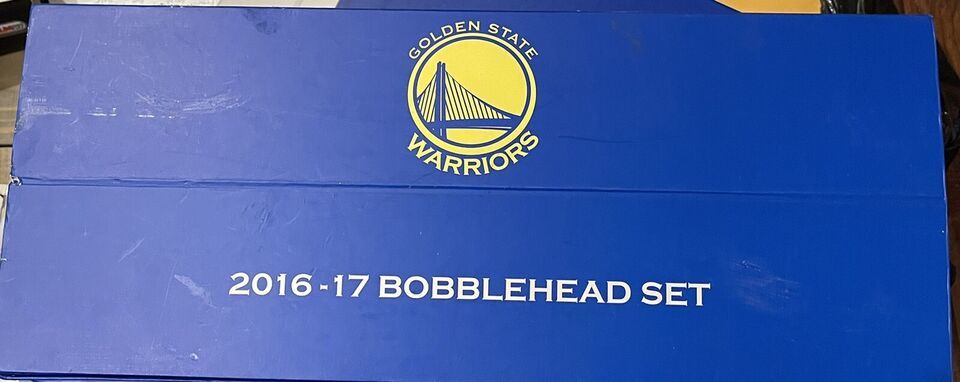 GOLDEN STATE
WARRIORS
2016-17 BOBBLEHEAD SET